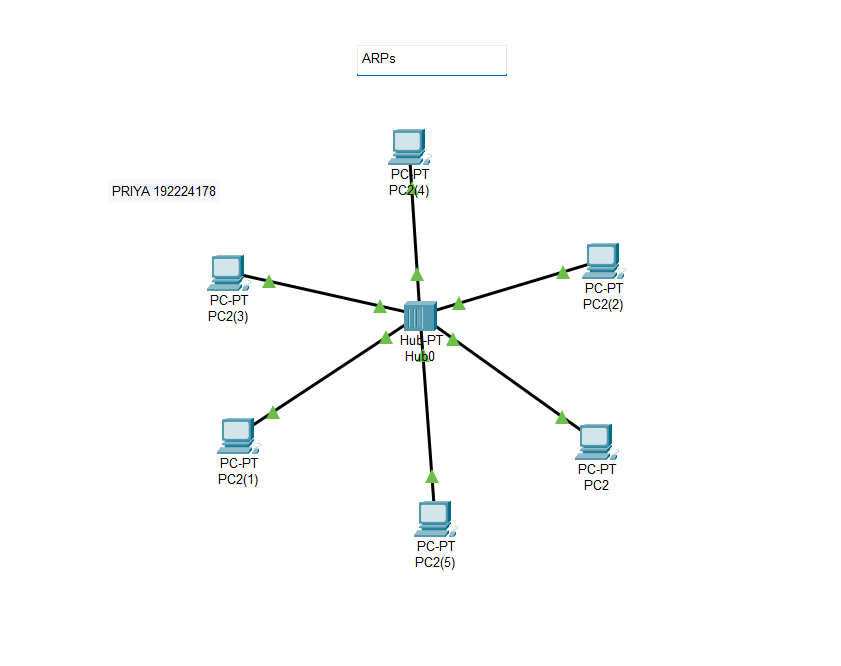 ARPs
PC-PT
PC2(4)
PRIYA 192224178
PC-PT
PC2(2)
PC-PT
PC2(3)
Hub-PT
Hub0
PC-PT
PC2(1)
PC-PT
PC2
PC-PT
PC2(5)